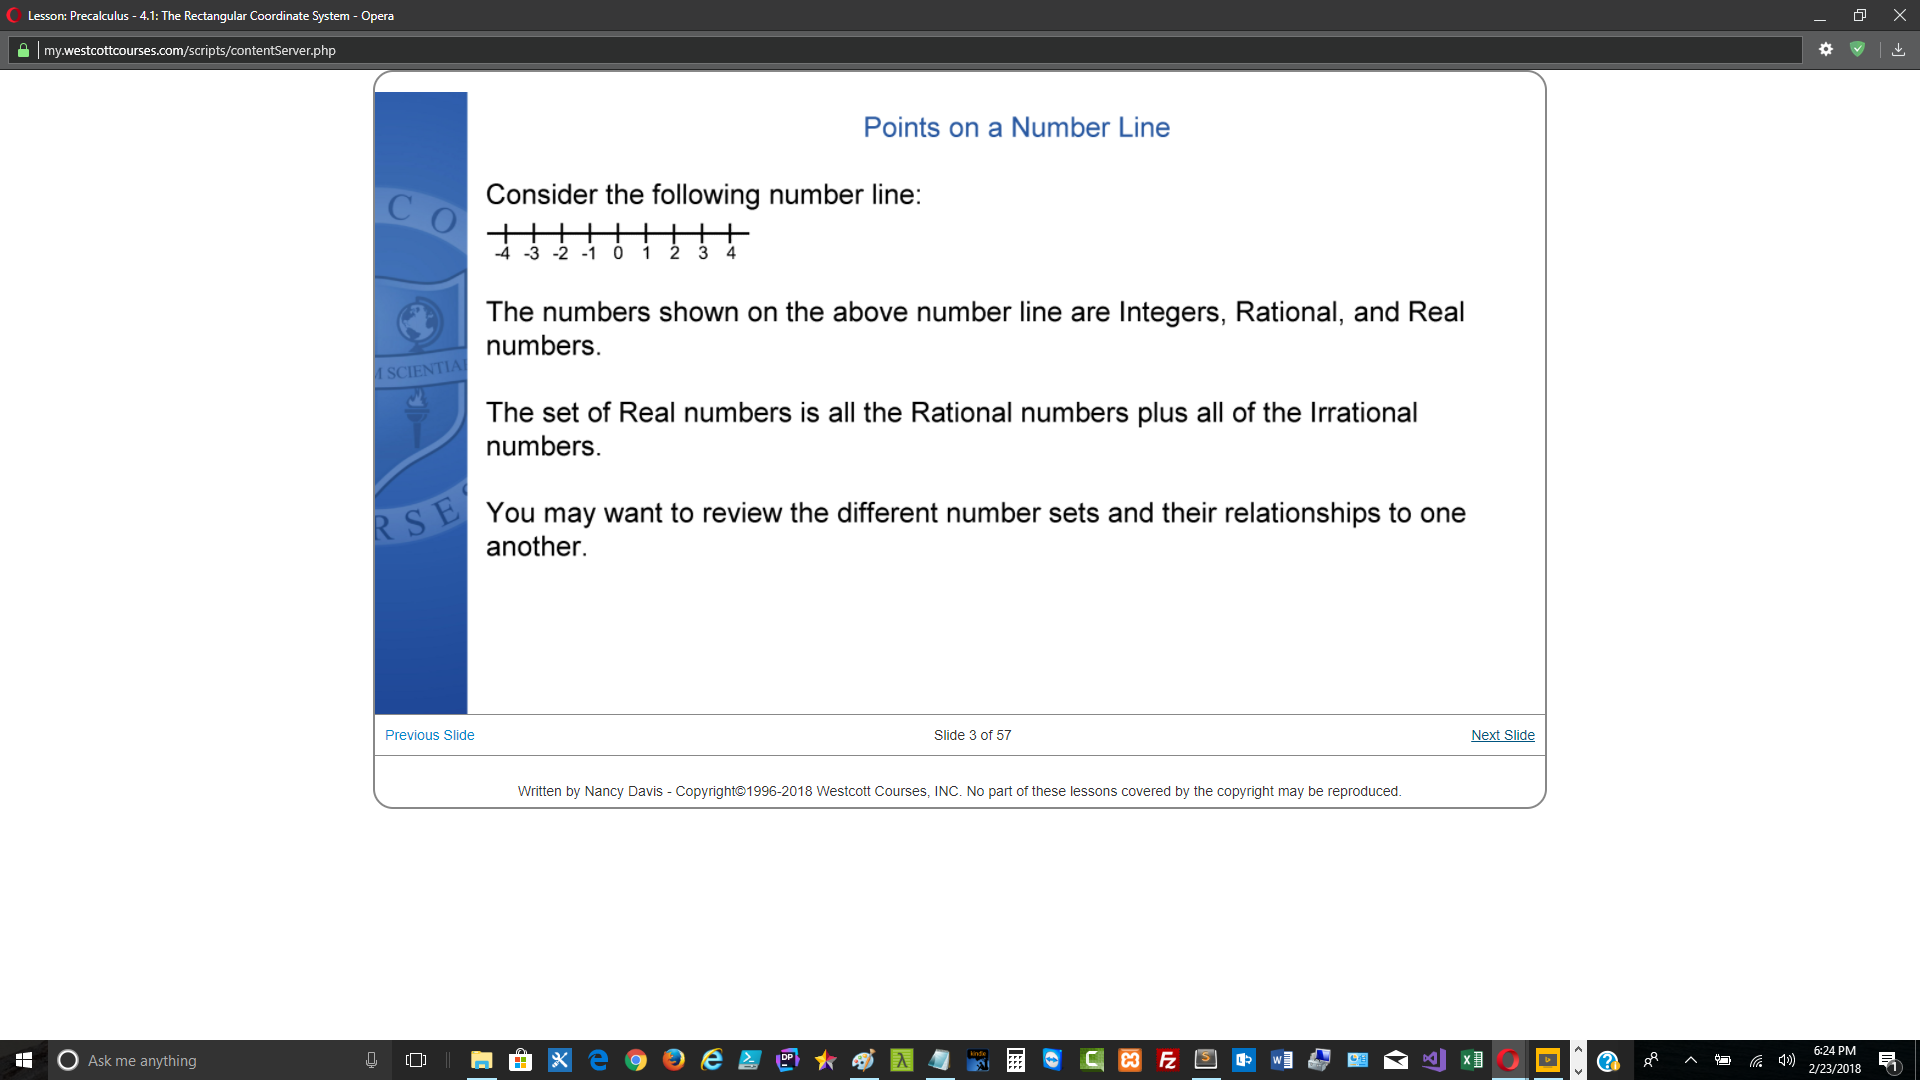 Lesson: Precalculus - 4.1: The Rectangular Coordinate System - Opera
my.westcottcourses.com/scripts/contentServer.php
Points on a Number Line
Consider the following number line:
-4 -3 -2 -1 0 1 2 3 4
The numbers shown on the above number line are Integers, Rational, and Real
numbers.
The set of Real numbers is all the Rational numbers plus all of the Irrational
numbers.
You may want to review the different number sets and their relationships to one
another.
C O
M SCIENTIA
R S E S
Previous Slide
Slide 3 of 57
Next Slide
Written by Nancy Davis - Copyright©1996-2018 Westcott Courses, INC. No part of these lessons covered by the copyright may be reproduced.
Ask me anything
6:24 PM
2/23/2018
1